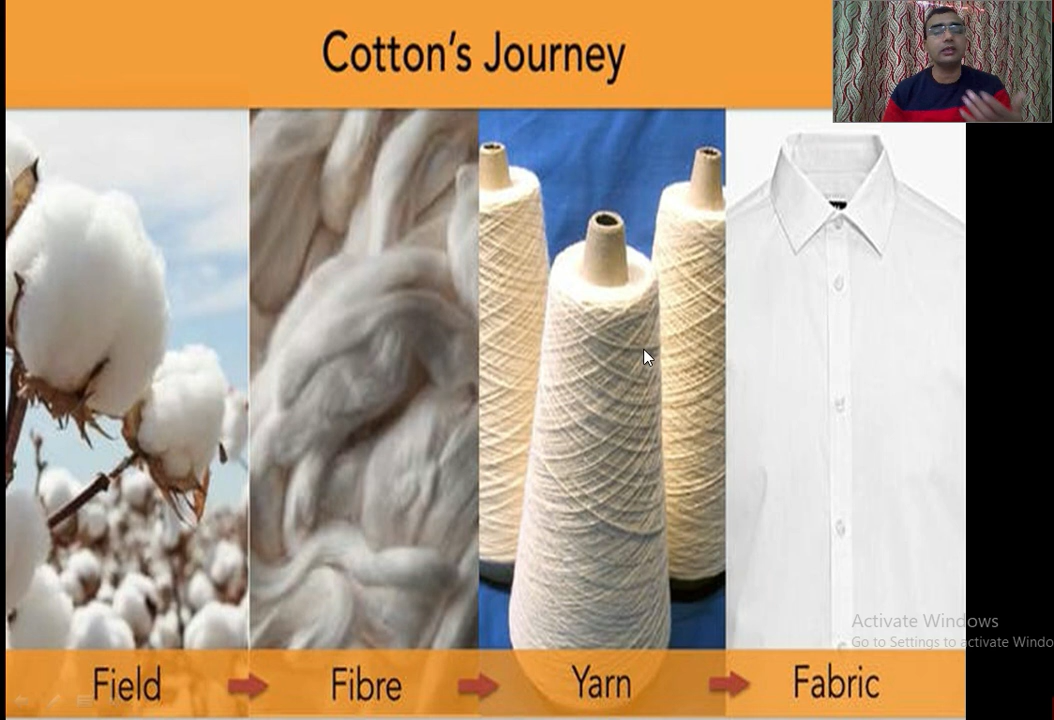 Cotton's Journey
Field
Fibre
Yarn
Fabric
Activate Windows
Go to Settings to activate Windo